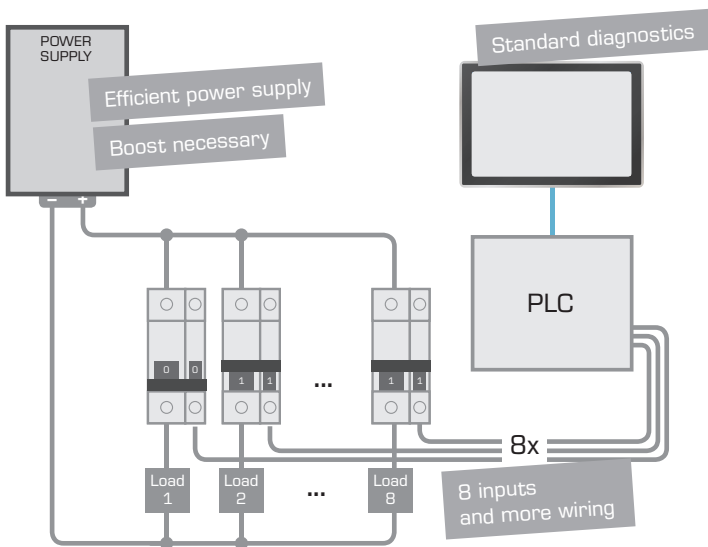 POWER
SUPPLY
Efficient power supply
Boost necessary
Standard diagnostics
− +
PLC
0 0
1 1
...
1 1
8x
Load
1
Load
2
...
Load
8
8 inputs
and more wiring